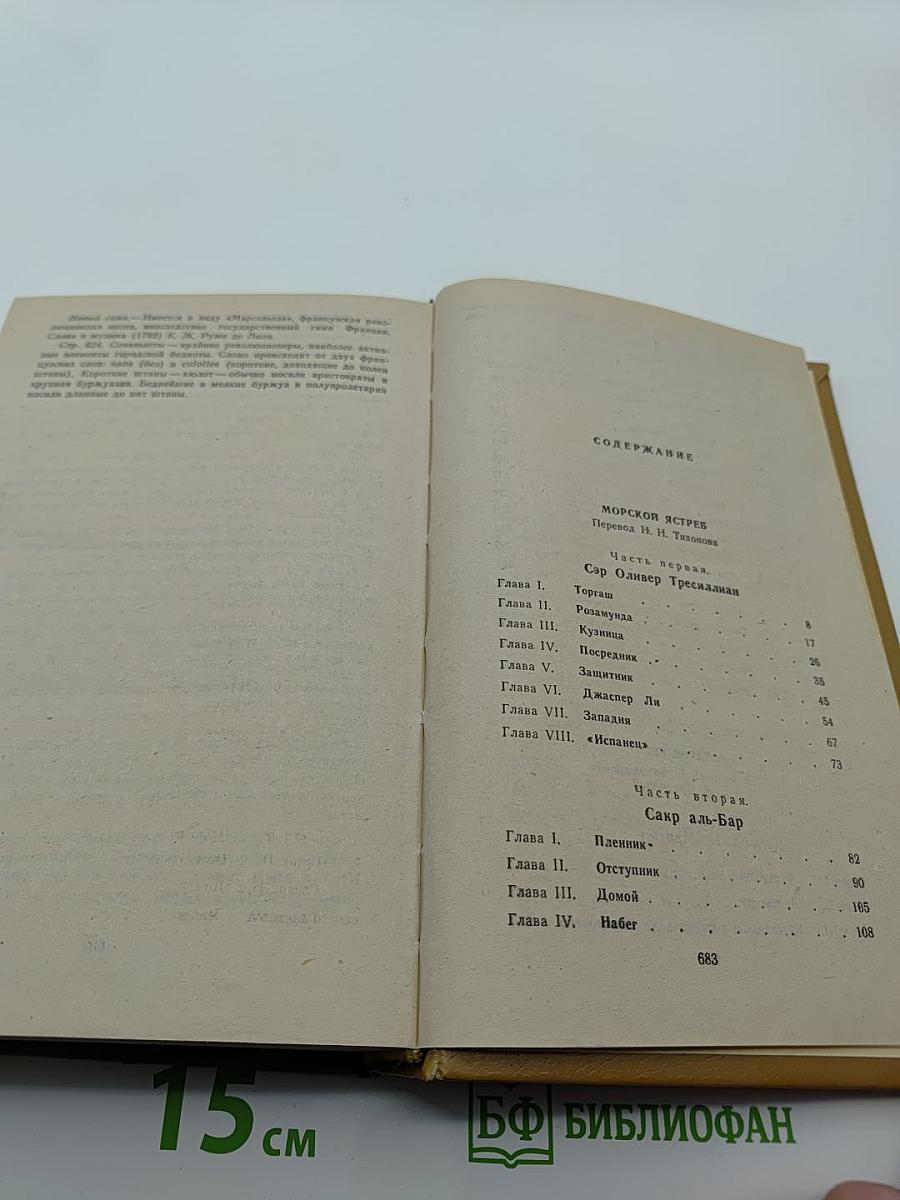 Новый гимн.— Имеется в виду «Марсельеза», французская рево-
люционная песня, впоследствии государственный гимн Франции.
Слова и музыка (1792) К. Ж. Руже де Лиля.
Стр. 624. Санкюлоты — крайние революционеры, наиболее актив-
ные элементы городской бедноты. Слово происходит от двух фран-
цузских слов: sans (без) и culottes (короткие, доходящие до колен
штаны). Короткие штаны — кюлот — обычно носили аристократы и
крупная буржуазия. Беднейшие и мелкие буржуа и полупролетарии
носили длинные до пят штаны.
СОДЕРЖАНИЕ
МОРСКОЙ ЯСТРЕБ
Перевод Н. Н. Тихонова
Часть первая.
Сэр Оливер Тресиллиан
Глава I. Торгаш . . . . . . . . 8
Глава II. Розамунда . . . . . . . . 17
Глава III. Кузница . . . . . . . . 26
Глава IV. Посредник . . . . . . . . 35
Глава V. Защитник . . . . . . . . 45
Глава VI. Джаспер Ли . . . . . . . . 54
Глава VII. Западня . . . . . . . . 67
Глава VIII. «Испанец» . . . . . . . . 73
Часть вторая.
Сакр аль-Бар
Глава I. Пленник . . . . . . . . 82
Глава II. Отступник . . . . . . . . 90
Глава III. Домой . . . . . . . . 105
Глава IV. Набег . . . . . . . . 108
683
15 см
БФ БИБЛИОФАН